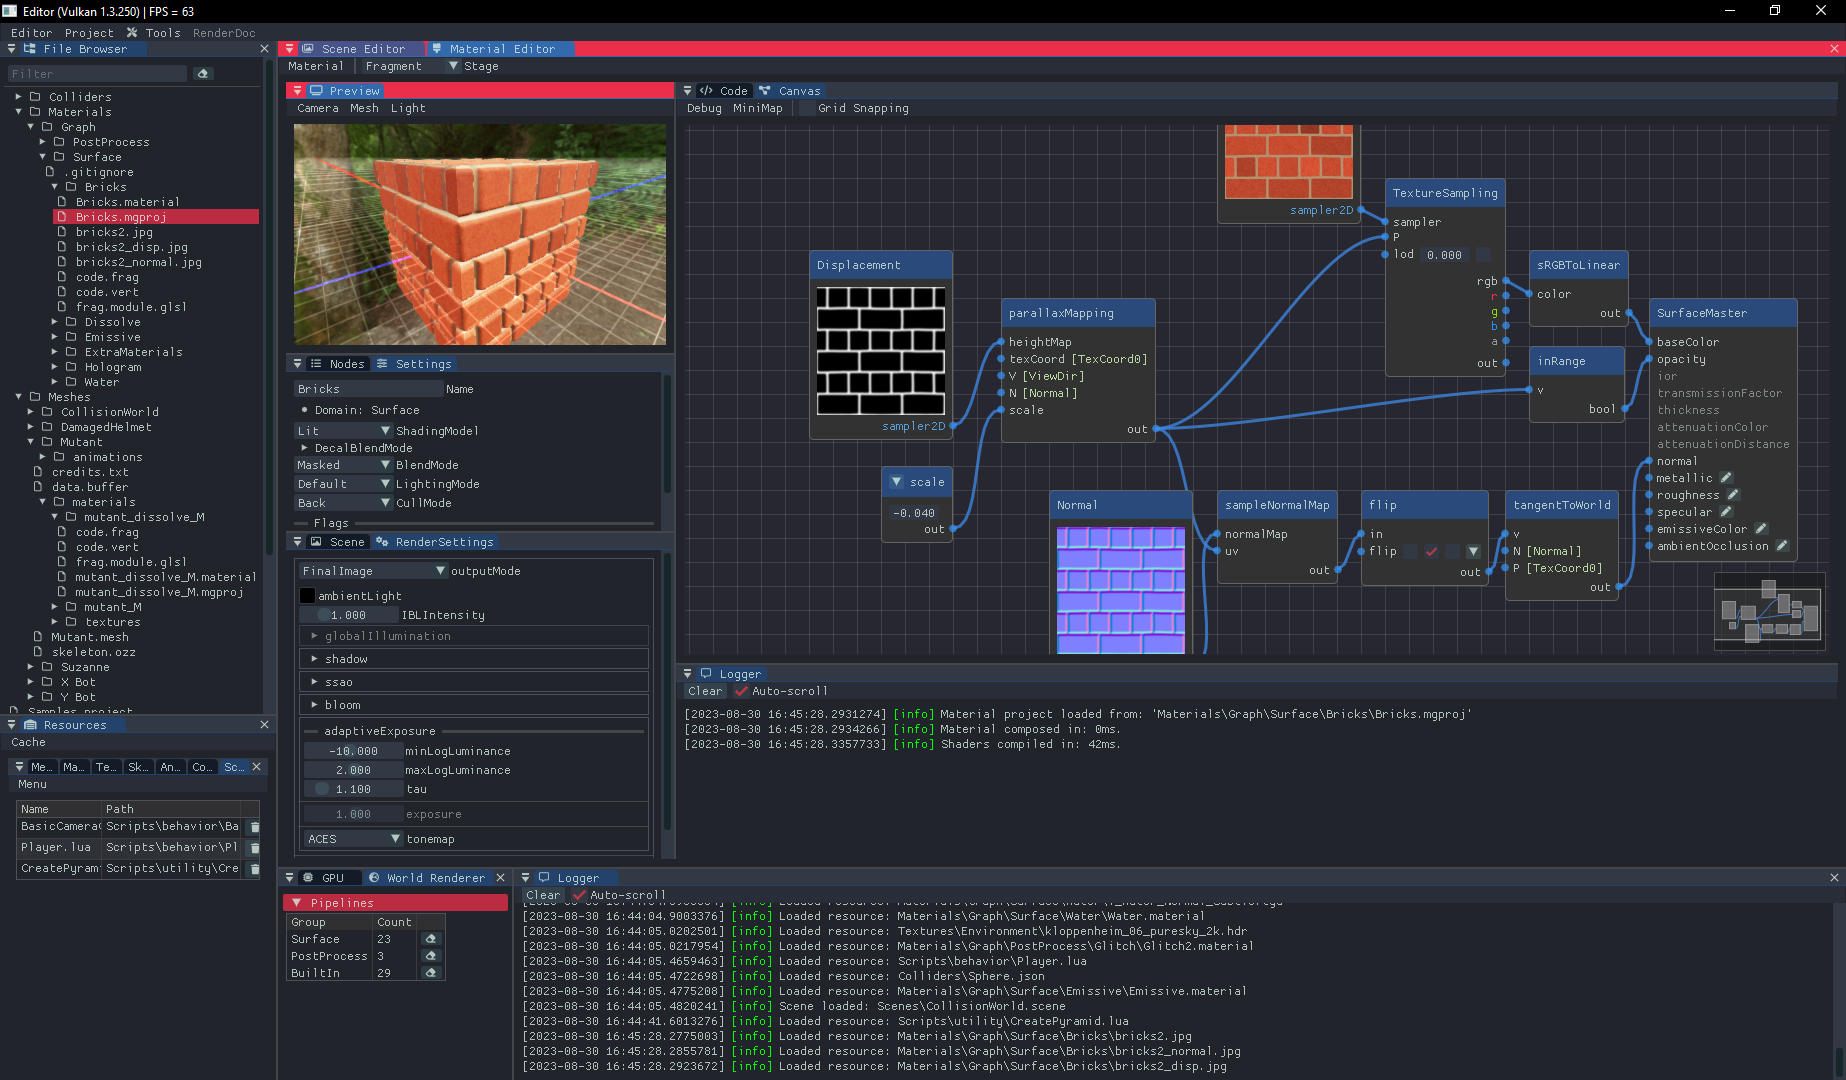 Editor (Vulkan 1.3.250) | FPS = 63
Editor Project Tools RenderDoc
File Browser
Filter
Colliders
Materials
Graph
PostProcess
Surface
.gitignore
Bricks
Bricks.material
Bricks.mgproj
bricks2.jpg
bricks2_disp.jpg
bricks2_normal.jpg
code.frag
code.vert
frag.module.glsl
Dissolve
Emissive
ExtraMaterials
Hologram
Water
Meshes
CollisionWorld
DamagedHelmet
Mutant
animations
credits.txt
data.buffer
materials
mutant_dissolve_M
code.frag
code.vert
frag.module.glsl
mutant_dissolve_M.material
mutant_dissolve_M.mgproj
mutant_M
textures
Mutant.mesh
skeleton.ozz
Suzanne
X Bot
Y Bot
Samples.project
Resources
Cache
Me… Ma… Te… Sk… An… Co… Sc…
Menu
Name Path
BasicCamera Scripts\behavior\Ba
Player.lua Scripts\behavior\Pl
CreatePyram Scripts\utility\Cre
Scene Editor Material Editor
Material Fragment Stage
Preview
Camera Mesh Light
Nodes Settings
Bricks Name
Domain: Surface
Lit ShadingModel
DecalBlendMode
Masked BlendMode
Default LightingMode
Back CullMode
Flags
Scene RenderSettings
FinalImage outputMode
ambientLight
1.000 IBLIntensity
globalIllumination
shadow
ssao
bloom
adaptiveExposure
-10.000 minLogLuminance
2.000 maxLogLuminance
1.100 tau
1.000 exposure
ACES tonemap
Code Canvas
Debug MiniMap Grid Snapping
sampler2D
TextureSampling
sampler
P
lod 0.000
rgb
r
g
b
a
out
Displacement
sampler2D
parallaxMapping
heightMap
texCoord [TexCoord0]
V [ViewDir]
N [Normal]
scale
out
scale
-0.040
out
sRGBToLinear
color
out
inRange
v
bool
SurfaceMaster
baseColor
opacity
ior
transmissionFactor
thickness
attenuationColor
attenuationDistance
normal
metallic
roughness
specular
emissiveColor
ambientOcclusion
Normal
sampleNormalMap
normalMap
uv
out
flip
in
flip
out
tangentToWorld
v
N [Normal]
P [TexCoord0]
out
Logger
Clear Auto-scroll
[2023-08-30 16:45:28.2931274] [info] Material project loaded from: 'Materials\Graph\Surface\Bricks\Bricks.mgproj'
[2023-08-30 16:45:28.2934266] [info] Material composed in: 0ms.
[2023-08-30 16:45:28.3357733] [info] Shaders compiled in: 42ms.
GPU World Renderer
Pipelines
Group Count
Surface 23
PostProcess 3
BuiltIn 29
Logger
Clear Auto-scroll
[2023-08-30 16:44:04.9003376] [info] Loaded resource: Materials\Graph\Surface\Water\Water.material
[2023-08-30 16:44:05.0202501] [info] Loaded resource: Textures\Environment\kloppenheim_06_puresky_2k.hdr
[2023-08-30 16:44:05.0217954] [info] Loaded resource: Materials\Graph\PostProcess\Glitch\Glitch2.material
[2023-08-30 16:44:05.4659463] [info] Loaded resource: Scripts\behavior\Player.lua
[2023-08-30 16:44:05.4722698] [info] Loaded resource: Colliders\Sphere.json
[2023-08-30 16:44:05.4775208] [info] Loaded resource: Materials\Graph\Surface\Emissive\Emissive.material
[2023-08-30 16:44:05.4820241] [info] Scene loaded: Scenes\CollisionWorld.scene
[2023-08-30 16:44:41.6013276] [info] Loaded resource: Scripts\utility\CreatePyramid.lua
[2023-08-30 16:45:28.2775003] [info] Loaded resource: Materials\Graph\Surface\Bricks\bricks2.jpg
[2023-08-30 16:45:28.2855781] [info] Loaded resource: Materials\Graph\Surface\Bricks\bricks2_normal.jpg
[2023-08-30 16:45:28.2923672] [info] Loaded resource: Materials\Graph\Surface\Bricks\bricks2_disp.jpg